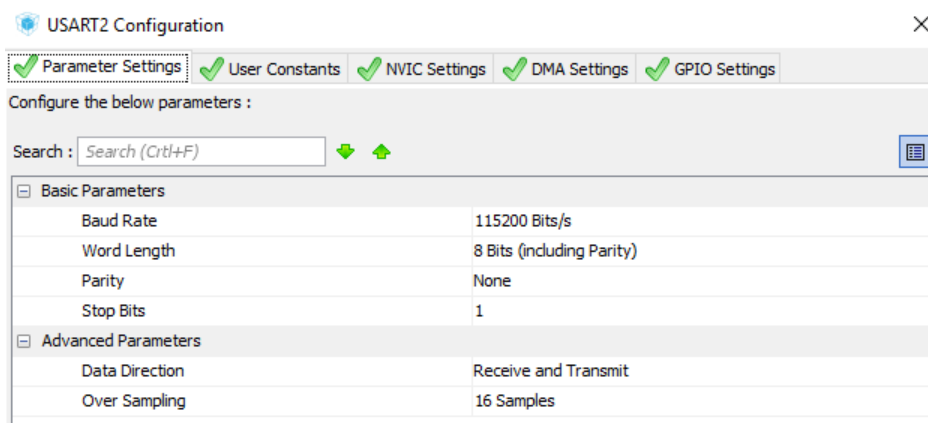 USART2 Configuration
Parameter Settings User Constants NVIC Settings DMA Settings GPIO Settings
Configure the below parameters :
Search : Search (Crtl+F)
Basic Parameters
Baud Rate 115200 Bits/s
Word Length 8 Bits (including Parity)
Parity None
Stop Bits 1
Advanced Parameters
Data Direction Receive and Transmit
Over Sampling 16 Samples